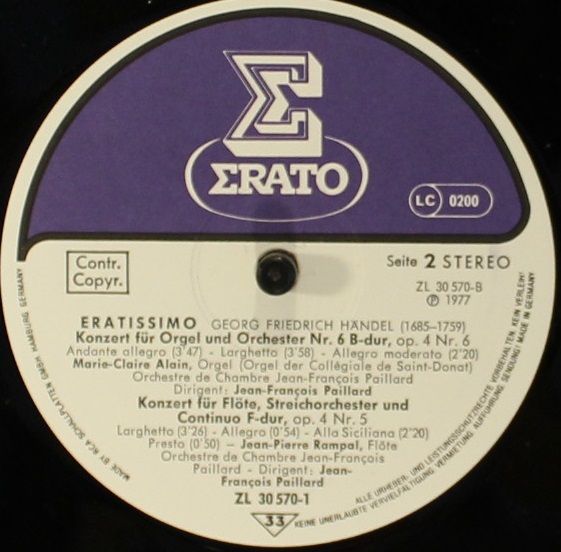 ΣRATO
LC 0200
Contr.
Copyr.
Seite 2 STEREO
ZL 30 570-B
℗ 1977
ERATISSIMO GEORG FRIEDRICH HÄNDEL (1685–1759)
Konzert für Orgel und Orchester Nr. 6 B-dur, op. 4 Nr. 6
Andante allegro (3'47) - Larghetto (3'58) - Allegro moderato (2'20)
Marie-Claire Alain, Orgel (Orgel der Collégiale de Saint-Donat)
Orchestre de Chambre Jean-François Paillard
Dirigent: Jean-François Paillard
Konzert für Flöte, Streichorchester und
Continuo F-dur, op. 4 Nr. 5
Larghetto (3'26) - Allegro (0'54) - Alla Siciliana (2'20)
Presto (0'50) – Jean-Pierre Rampal, Flöte
Orchestre de Chambre Jean-François
Paillard - Dirigent: Jean-
François Paillard
ZL 30 570-1
33
MADE BY RCA SCHALLPLATTEN GMBH HAMBURG GERMANY
ALLE URHEBER- UND LEISTUNGSSCHUTZRECHTE VORBEHALTEN. KEIN VERLEIH!
KEINE UNERLAUBTE VERVIELFÄLTIGUNG, VERMIETUNG, AUFFÜHRUNG, SENDUNG! MADE IN GERMANY